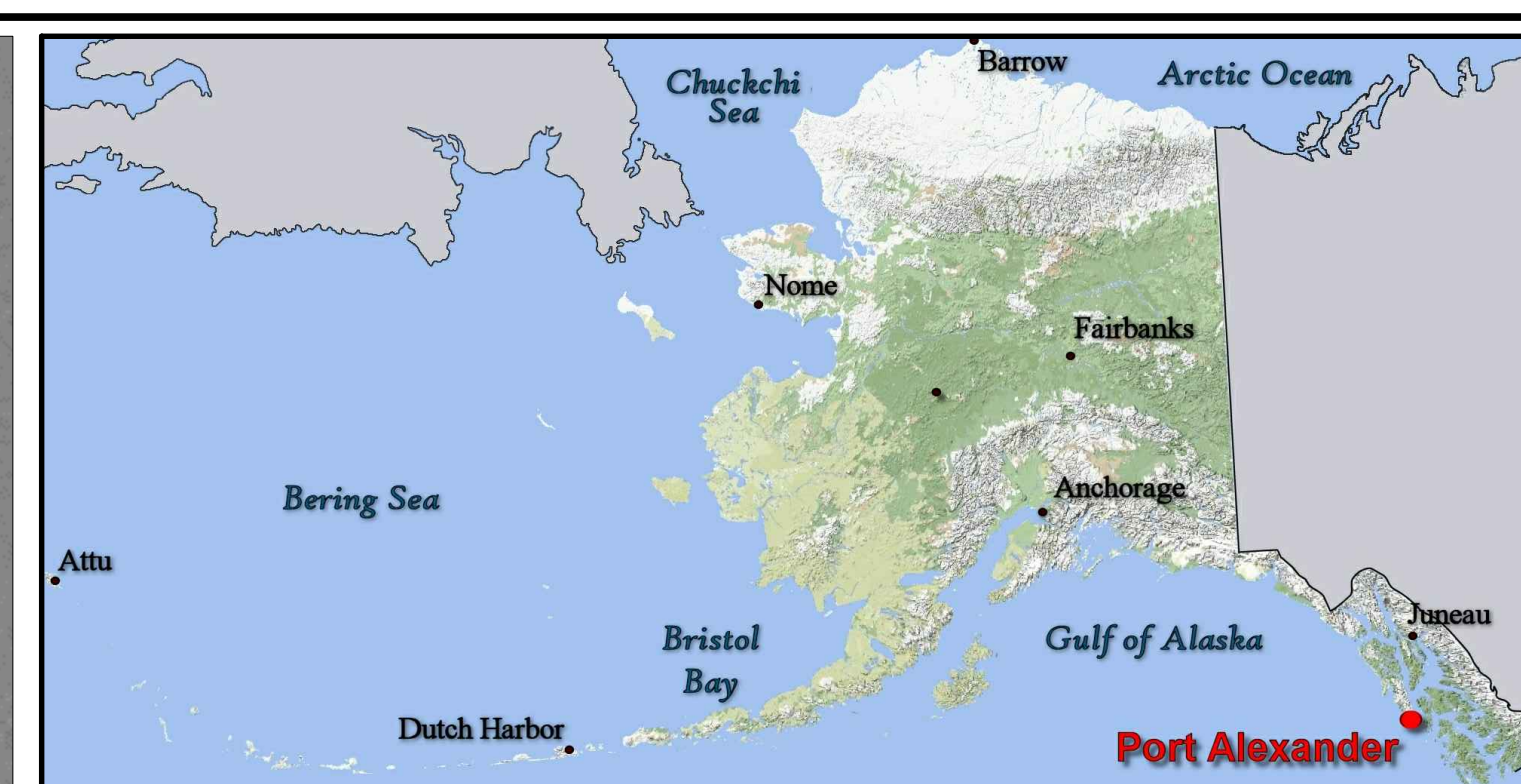 Barrow
Chuckchi
Sea
Arctic Ocean
Nome
Fairbanks
Bering Sea
Anchorage
Attu
Bristol
Bay
Gulf of Alaska
Juneau
Dutch Harbor
Port Alexander